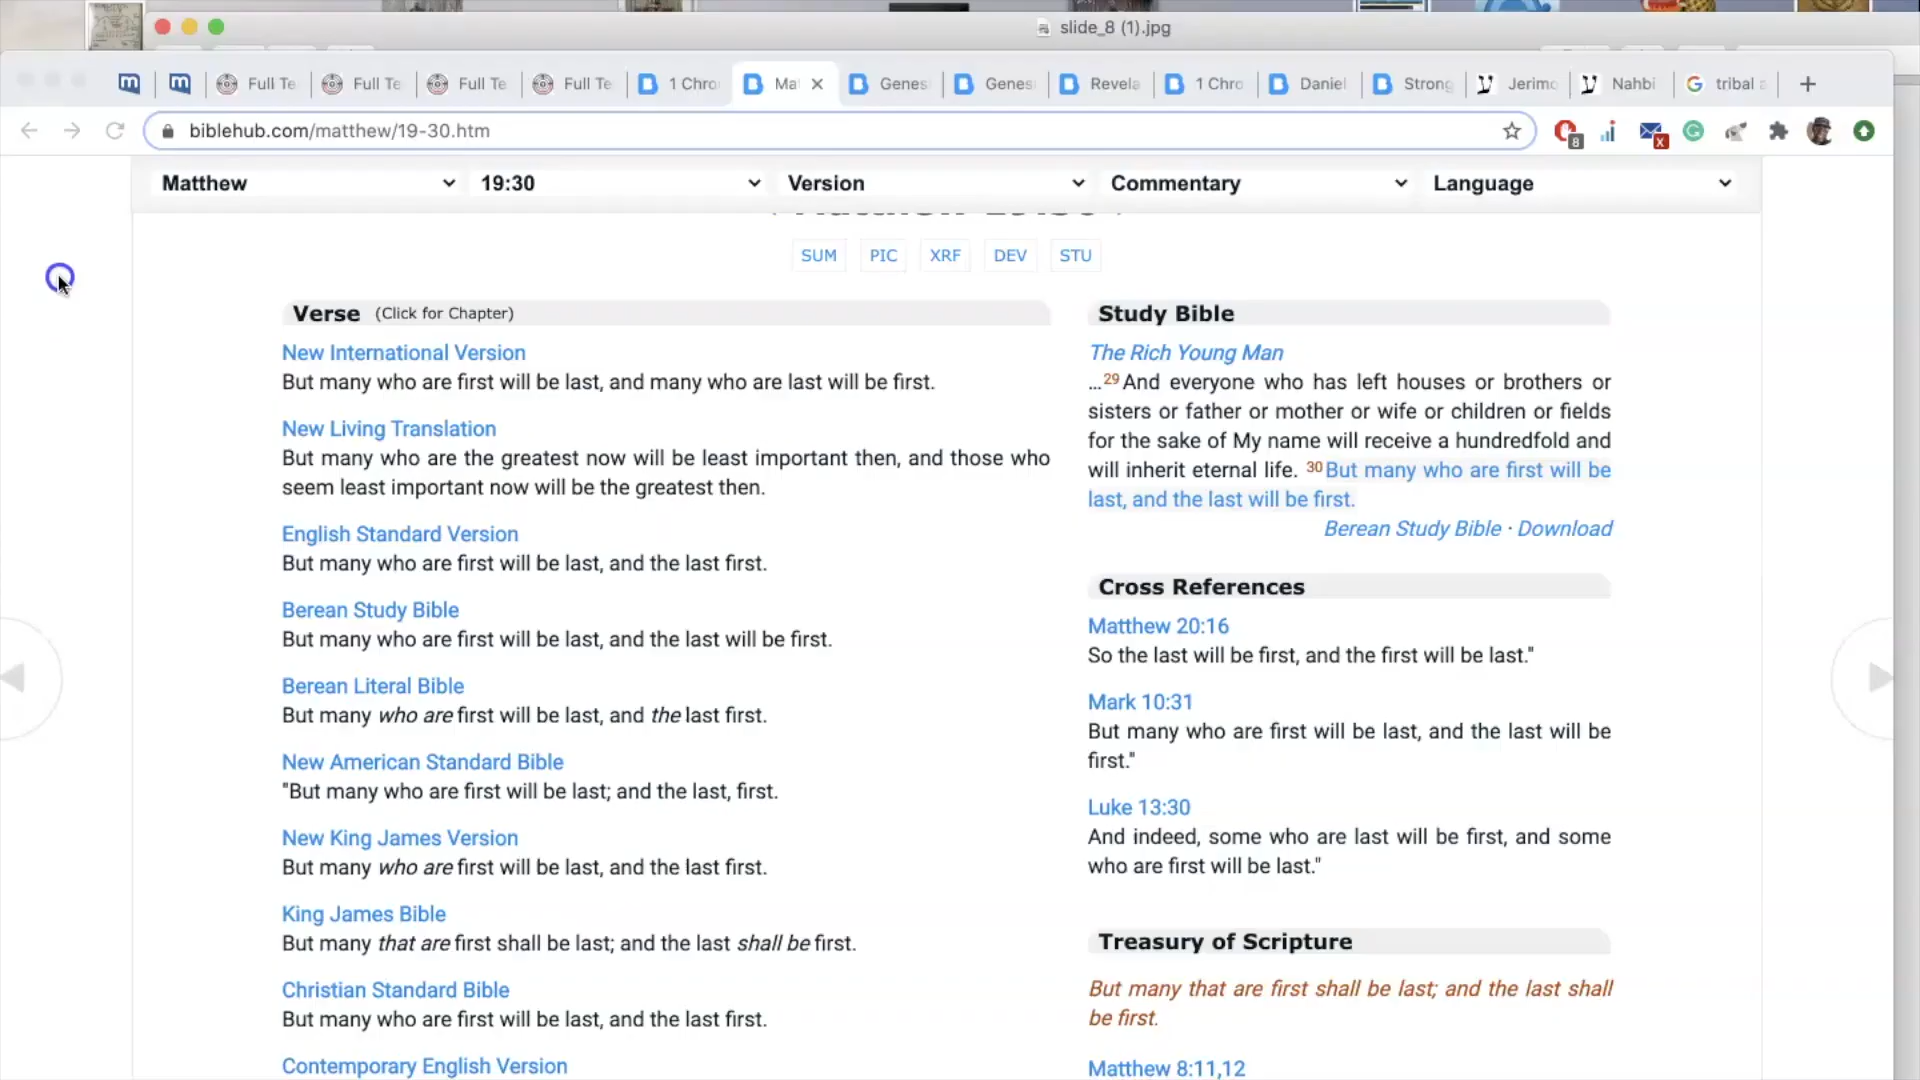 slide_8 (1).jpg
Full Te
Full Te
Full Te
Full Te
1 Chro
Mat
Genes
Genes
Revela
1 Chro
Daniel
Strong
Jerimo
Nahbi
tribal a
biblehub.com/matthew/19-30.htm
8
x
Matthew
19:30
Version
Commentary
Language
SUM
PIC
XRF
DEV
STU
Verse (Click for Chapter)
New International Version
But many who are first will be last, and many who are last will be first.
New Living Translation
But many who are the greatest now will be least important then, and those who
seem least important now will be the greatest then.
English Standard Version
But many who are first will be last, and the last first.
Berean Study Bible
But many who are first will be last, and the last will be first.
Berean Literal Bible
But many who are first will be last, and the last first.
New American Standard Bible
"But many who are first will be last; and the last, first.
New King James Version
But many who are first will be last, and the last first.
King James Bible
But many that are first shall be last; and the last shall be first.
Christian Standard Bible
But many who are first will be last, and the last first.
Contemporary English Version
Study Bible
The Rich Young Man
…29And everyone who has left houses or brothers or
sisters or father or mother or wife or children or fields
for the sake of My name will receive a hundredfold and
will inherit eternal life. 30But many who are first will be
last, and the last will be first.
Berean Study Bible · Download
Cross References
Matthew 20:16
So the last will be first, and the first will be last."
Mark 10:31
But many who are first will be last, and the last will be
first."
Luke 13:30
And indeed, some who are last will be first, and some
who are first will be last."
Treasury of Scripture
But many that are first shall be last; and the last shall
be first.
Matthew 8:11,12